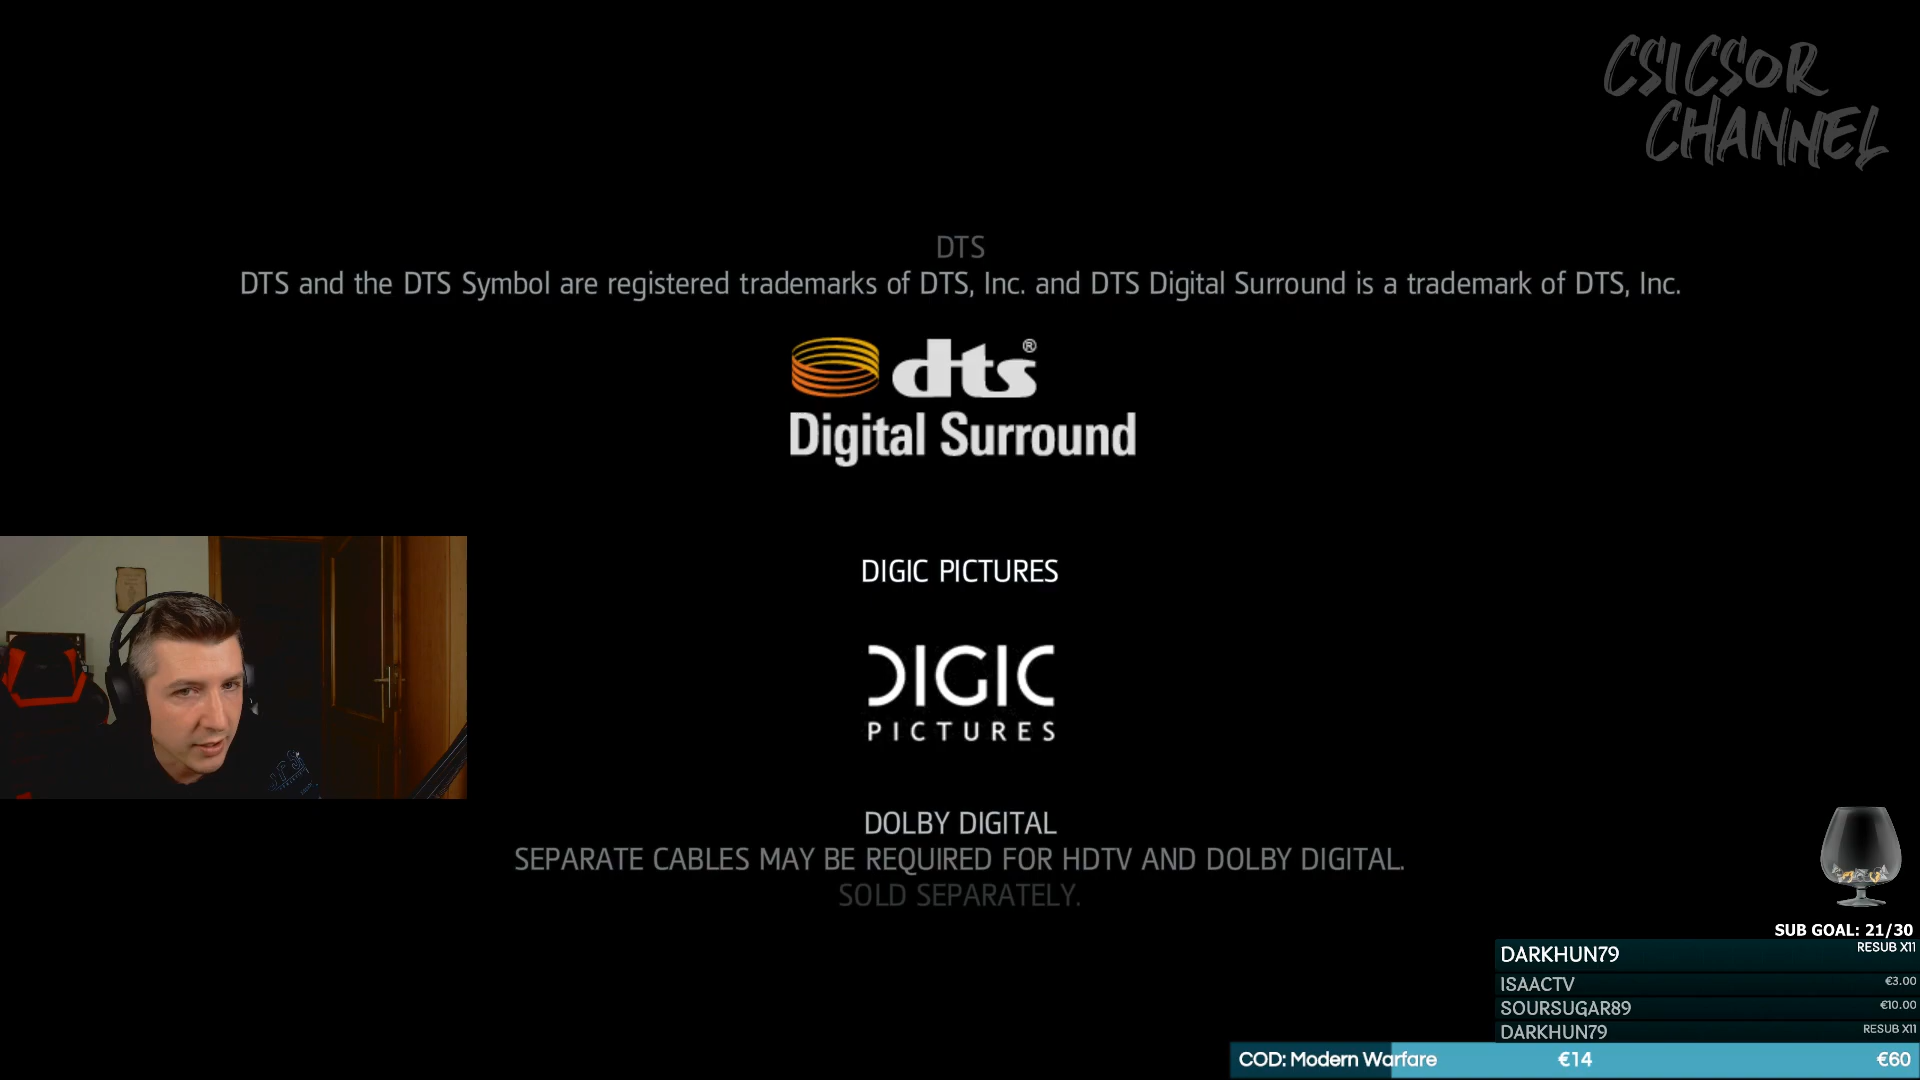 CSICSOR
CHANNEL
DTS
DTS and the DTS Symbol are registered trademarks of DTS, Inc. and DTS Digital Surround is a trademark of DTS, Inc.
dts®
Digital Surround
DIGIC PICTURES
DIGIC
PICTURES
DOLBY DIGITAL
SEPARATE CABLES MAY BE REQUIRED FOR HDTV AND DOLBY DIGITAL.
SOLD SEPARATELY.
SUB GOAL: 21/30
DARKHUN79 RESUB X11
ISAACTV €3.00
SOURSUGAR89 €10.00
DARKHUN79 RESUB X11
COD: Modern Warfare €14 €60